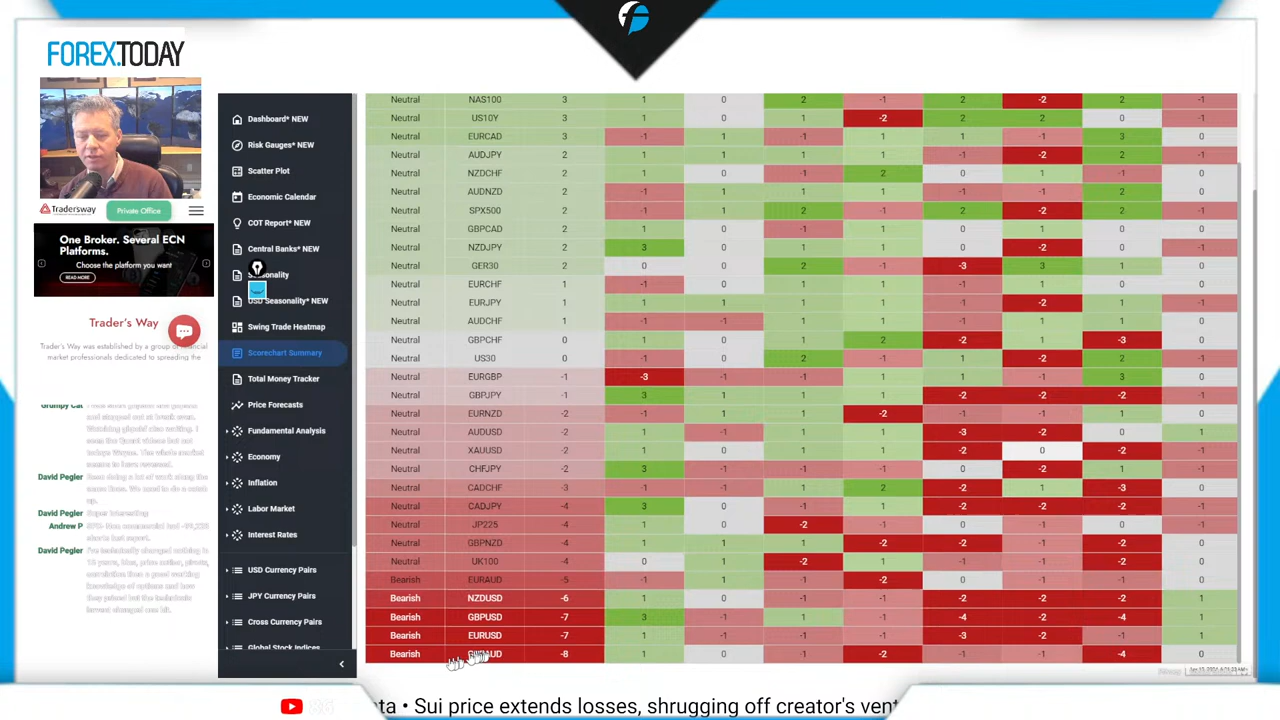 FOREX.TODAY
Tradersway
Private Office
One Broker. Several ECN
Platforms.
Choose the platform you want
READ MORE
Trader's Way
Trader's Way was established by a group of financial
market professionals dedicated to spreading the
Grumpy Cat
David Pegler
David Pegler Super interesting
Andrew P
David Pegler
Dashboard* NEW
Risk Gauges* NEW
Scatter Plot
Economic Calendar
COT Report* NEW
Central Banks* NEW
Seasonality
USD Seasonality* NEW
Swing Trade Heatmap
Scorechart Summary
Total Money Tracker
Price Forecasts
Fundamental Analysis
Economy
Inflation
Labor Market
Interest Rates
USD Currency Pairs
JPY Currency Pairs
Cross Currency Pairs
Global Stock Indices
Neutral NAS100 3 1 0 2 -1 2 -2 2 -1
Neutral US10Y 3 1 0 1 -2 2 2 0 -1
Neutral EURCAD 3 -1 1 -1 1 1 -1 3 0
Neutral AUDJPY 2 1 1 1 1 -1 -2 2 -1
Neutral NZDCHF 2 1 0 -1 2 0 1 -1 0
Neutral AUDNZD 2 -1 1 1 -1 -1 -1 2 0
Neutral SPX500 2 -1 1 2 -1 2 -2 2 -1
Neutral GBPCAD 2 1 0 -1 1 0 -1 0 0
Neutral NZDJPY 2 3 0 1 1 0 -2 0 -1
Neutral GER30 2 0 0 2 -1 -3 3 1 0
Neutral EURCHF 1 -1 0 1 1 -1 1 1 0
Neutral EURJPY 1 1 1 1 1 -1 -2 1 -1
Neutral AUDCHF 1 -1 -1 1 1 -1 1 1 0
Neutral GBPCHF 0 1 0 1 2 -2 1 -3 0
Neutral US30 0 -1 0 2 -1 1 -2 2 -1
Neutral EURGBP -1 -3 -1 -1 1 1 -1 3 0
Neutral GBPJPY -1 3 1 1 1 -2 -2 -2 -1
Neutral EURNZD -2 -1 1 1 -2 -1 -1 1 0
Neutral AUDUSD -2 1 -1 1 1 -3 -2 0 1
Neutral XAUUSD -2 1 0 1 1 -2 0 -2 -1
Neutral CHFJPY -2 3 -1 -1 -1 0 -2 1 -1
Neutral CADCHF -3 -1 -1 1 2 -2 1 -3 0
Neutral CADJPY -4 3 0 -1 1 -2 -2 -2 -1
Neutral JP225 -4 1 0 -2 -1 0 -1 0 -1
Neutral GBPNZD -4 1 1 1 -2 -2 -1 -2 0
Neutral UK100 -4 0 1 -2 1 -1 -1 -2 0
Bearish EURAUD -5 -1 1 -1 -2 0 -1 -1 0
Bearish NZDUSD -6 1 0 -1 1 -2 -2 -2 1
Bearish GBPUSD -7 3 -1 1 -1 -4 -2 -4 1
Bearish EURUSD -7 1 -1 -1 -1 -3 -2 -1 1
Bearish -8 1 0 -1 -2 -1 -1 -4 0
• Sui price extends losses, shrugging off creator's vent